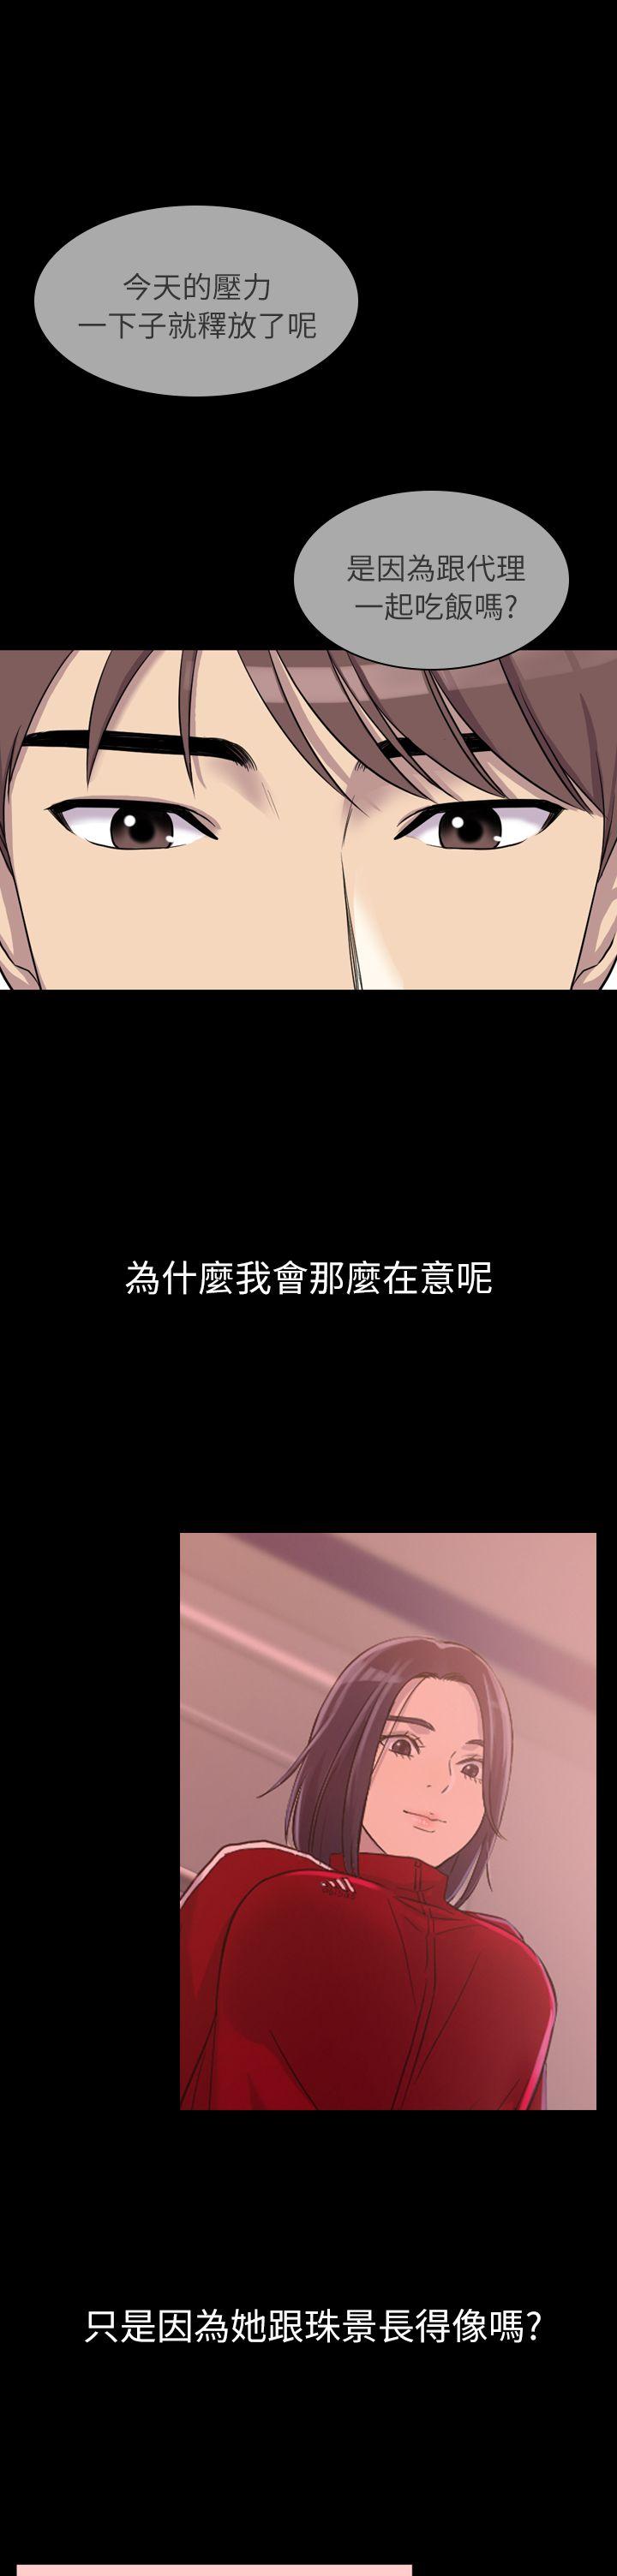 今天的壓力
一下子就釋放了呢
是因為跟代理
一起吃飯嗎?
為什麼我會那麼在意呢
只是因為她跟珠景長得像嗎?